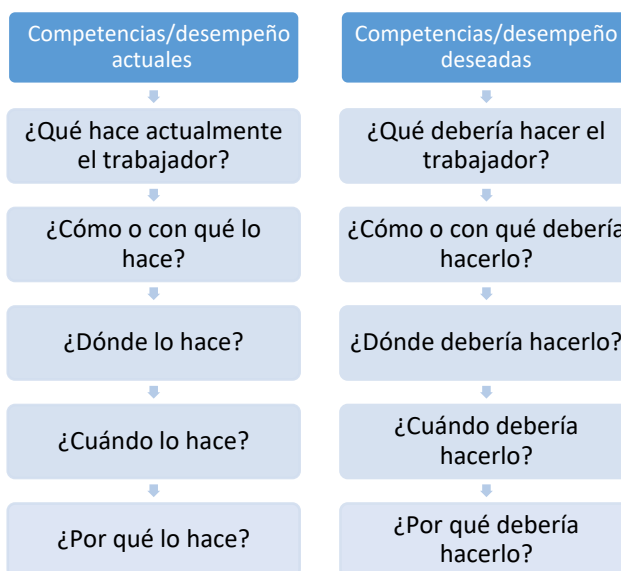 Competencias/desempeño
actuales
¿Qué hace actualmente
el trabajador?
¿Cómo o con qué lo
hace?
¿Dónde lo hace?
¿Cuándo lo hace?
¿Por qué lo hace?
Competencias/desempeño
deseadas
¿Qué debería hacer el
trabajador?
¿Cómo o con qué debería
hacerlo?
¿Dónde debería hacerlo?
¿Cuándo debería
hacerlo?
¿Por qué debería
hacerlo?